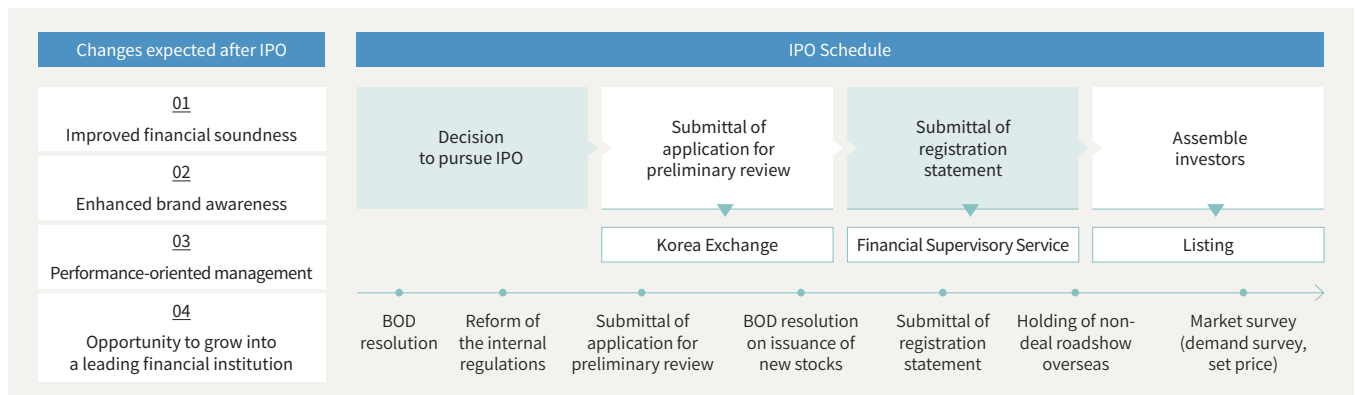 Changes expected after IPO
01
Improved financial soundness
02
Enhanced brand awareness
03
Performance-oriented management
04
Opportunity to grow into
a leading financial institution
IPO Schedule
Decision
to pursue IPO
Submittal of
application for
preliminary review
Submittal of
registration
statement
Assemble
investors
Korea Exchange
Financial Supervisory Service
Listing
BOD
resolution
Reform of
the internal
regulations
Submittal of
application for
preliminary review
BOD resolution
on issuance of
new stocks
Submittal of
registration
statement
Holding of non-
deal roadshow
overseas
Market survey
(demand survey,
set price)